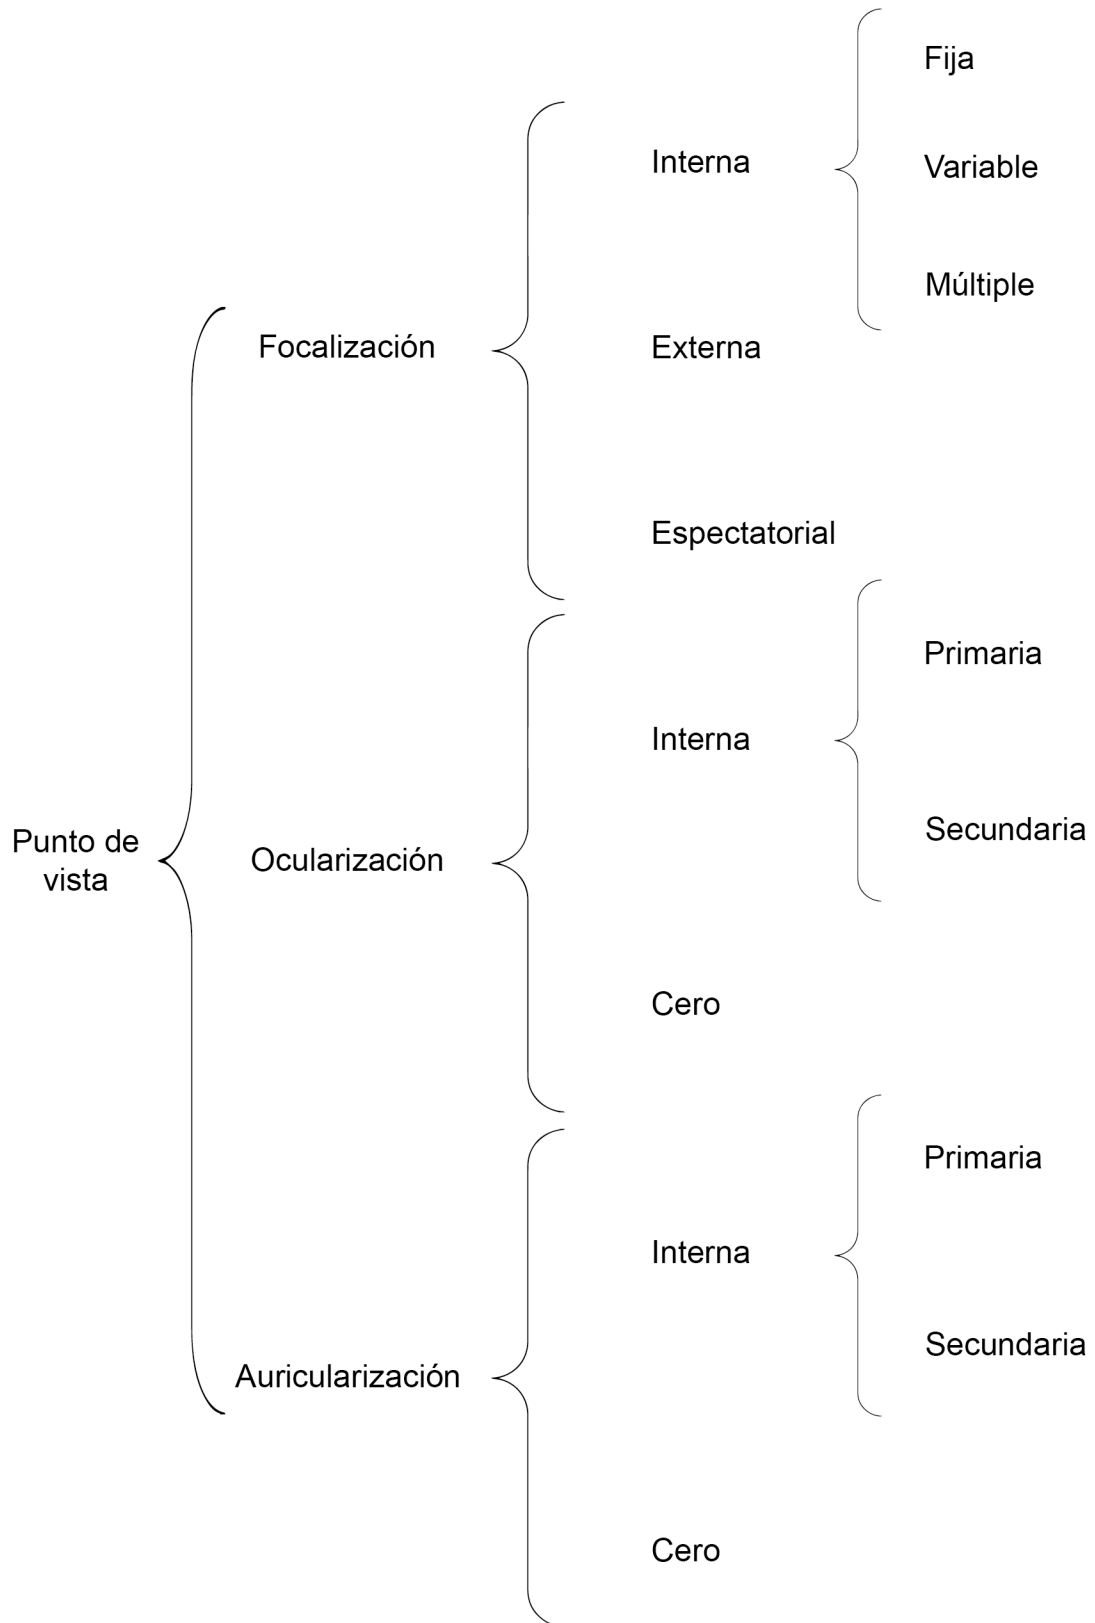 Punto de
vista
Focalización
Interna
Fija
Variable
Múltiple
Externa
Espectatorial
Ocularización
Interna
Primaria
Secundaria
Cero
Auricularización
Interna
Primaria
Secundaria
Cero